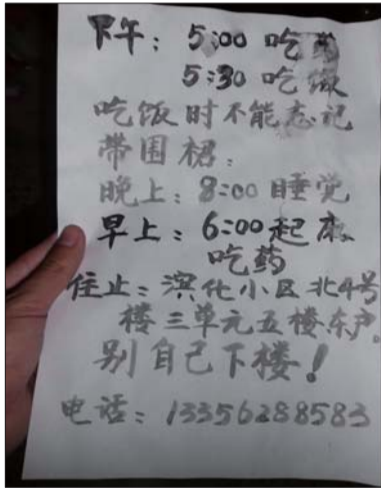 下午：5:00 吃药
5:30 吃饭
吃饭时不能忘记
带围裙：
晚上：8:00 睡觉
早上：6:00 起床
吃药
住止：滨化小区北4号
楼三单元五楼东户。
别自己下楼！
电话：13356288583